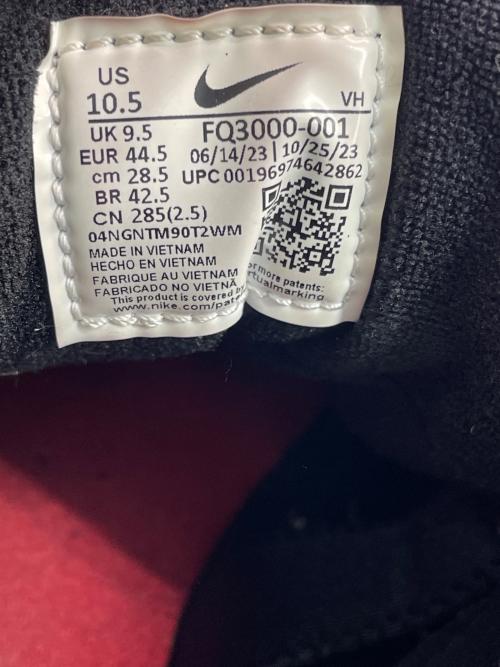 US
10.5
VH
UK 9.5
FQ3000-001
EUR 44.5
06/14/23 | 10/25/23
cm 28.5
UPC 00196974642862
BR 42.5
CN 285(2.5)
04NGNTM90T2WM
MADE IN VIETNAM
HECHO EN VIETNAM
FABRIQUE AU VIETNAM
FABRICADO NO VIETNÃ
This product is covered by
www.nike.com/pat
or more patents:
rtualmarking